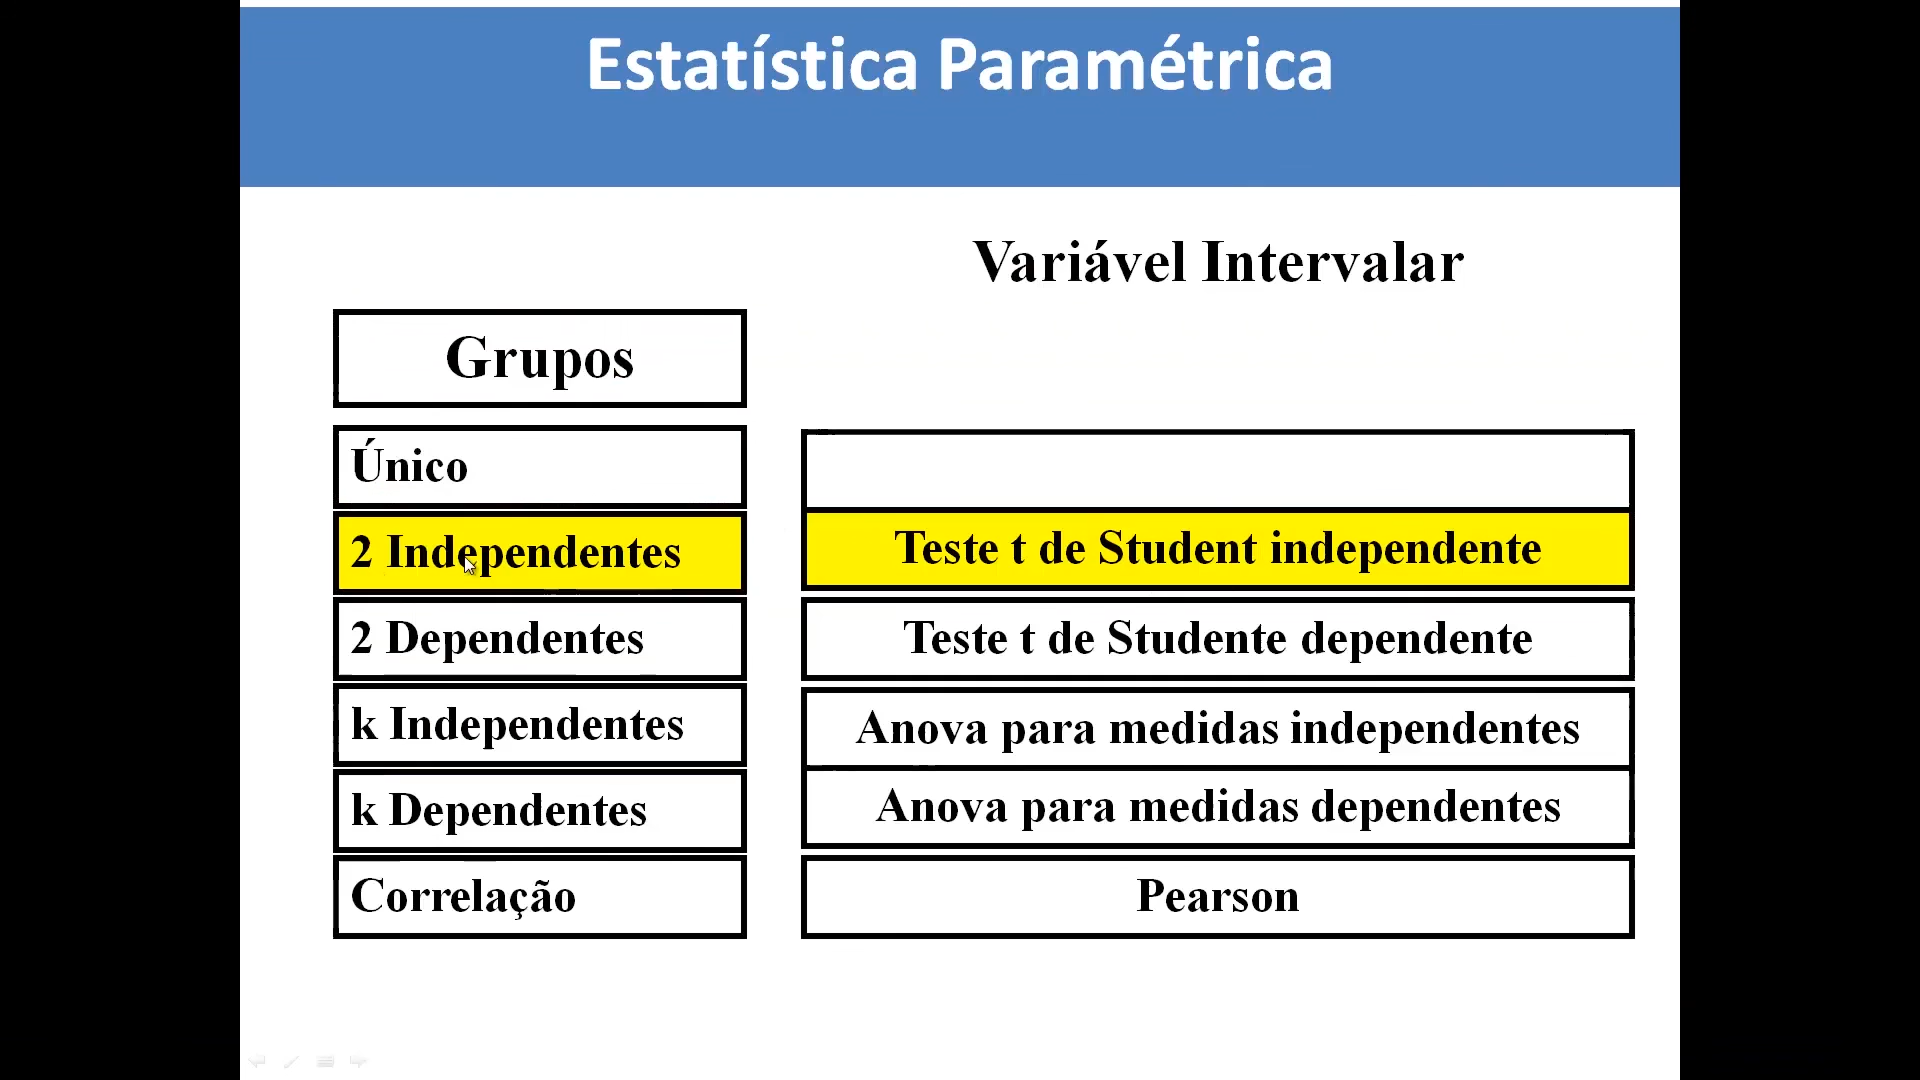 Estatística Paramétrica
Variável Intervalar
Grupos
Único
2 Independentes
Teste t de Student independente
2 Dependentes
Teste t de Studente dependente
k Independentes
Anova para medidas independentes
k Dependentes
Anova para medidas dependentes
Correlação
Pearson